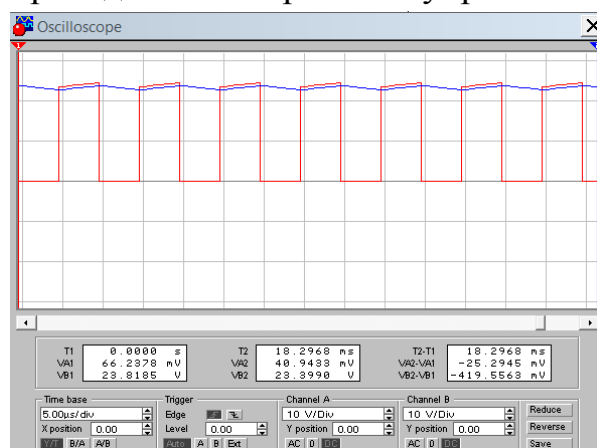 Oscilloscope
1
T1 0.0000 s T2 18.2968 ms T2-T1 18.2968 ms
VA1 66.2378 mV VA2 40.9433 mV VA2-VA1 -25.2945 mV
VB1 23.8185 V VB2 23.3990 V VB2-VB1 -419.5563 mV
Time base Trigger Channel A Channel B
5.00µs/div Edge 10 V/Div 10 V/Div Reduce
X position 0.00 Level 0.00 Y position 0.00 Y position 0.00 Reverse
Y/T B/A A/B Auto A B Ext AC 0 DC AC 0 DC Save